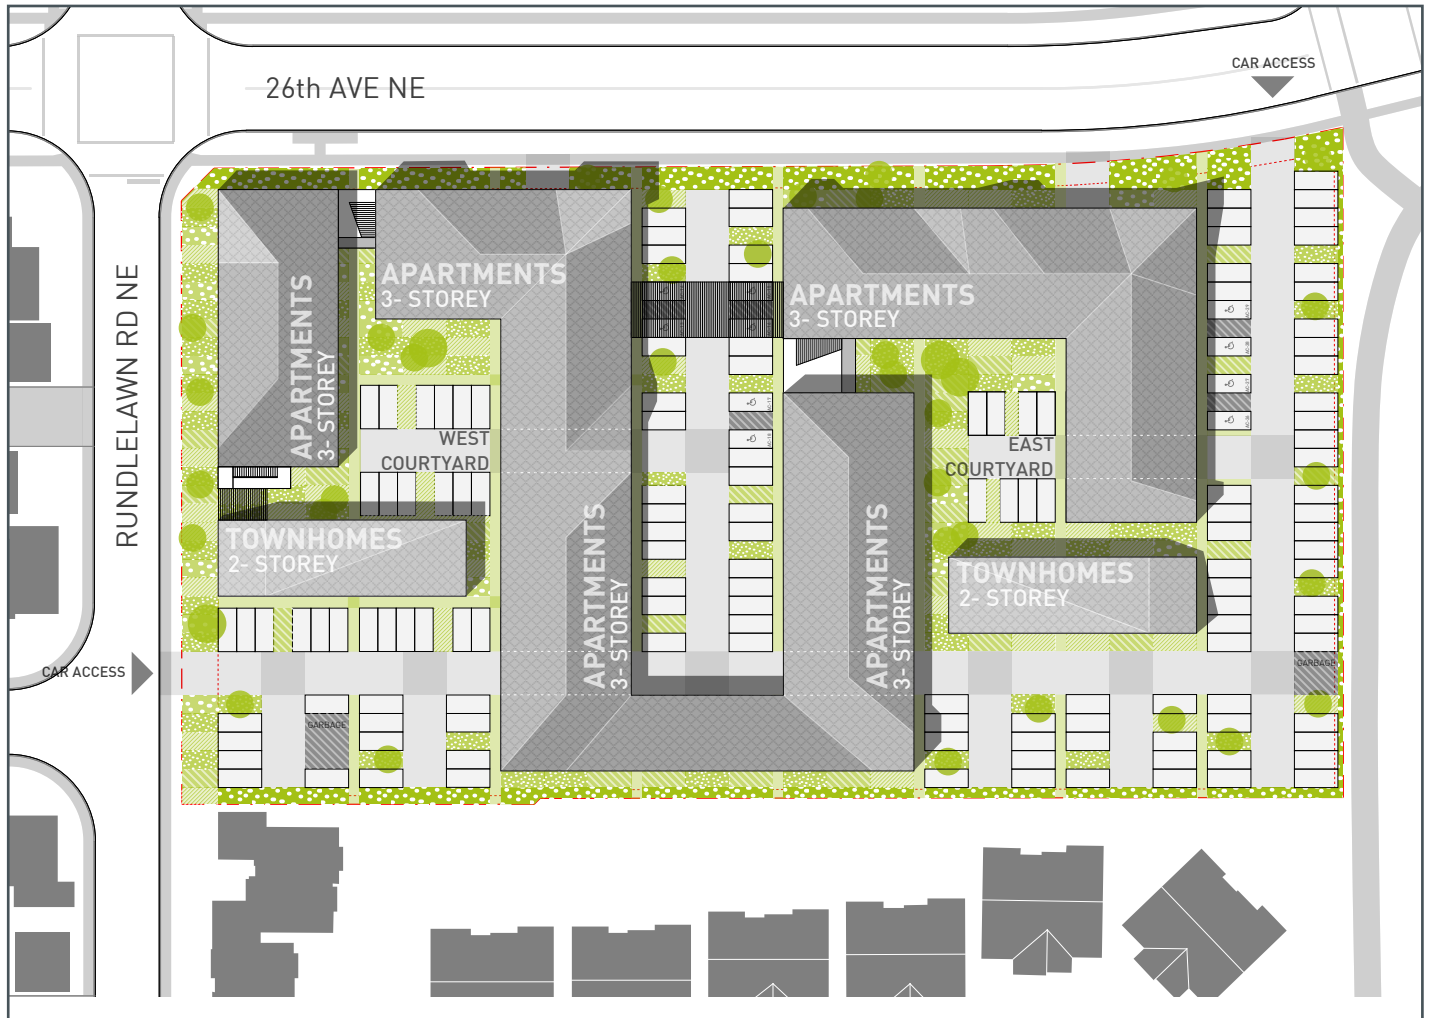 26th AVE NE
CAR ACCESS
RUNDLELAWN RD NE
APARTMENTS
3- STOREY
APARTMENTS
3- STOREY
APARTMENTS
3- STOREY
WEST
COURTYARD
EAST
COURTYARD
TOWNHOMES
2- STOREY
APARTMENTS
3- STOREY
APARTMENTS
3- STOREY
TOWNHOMES
2- STOREY
CAR ACCESS
GARBAGE
GARBAGE